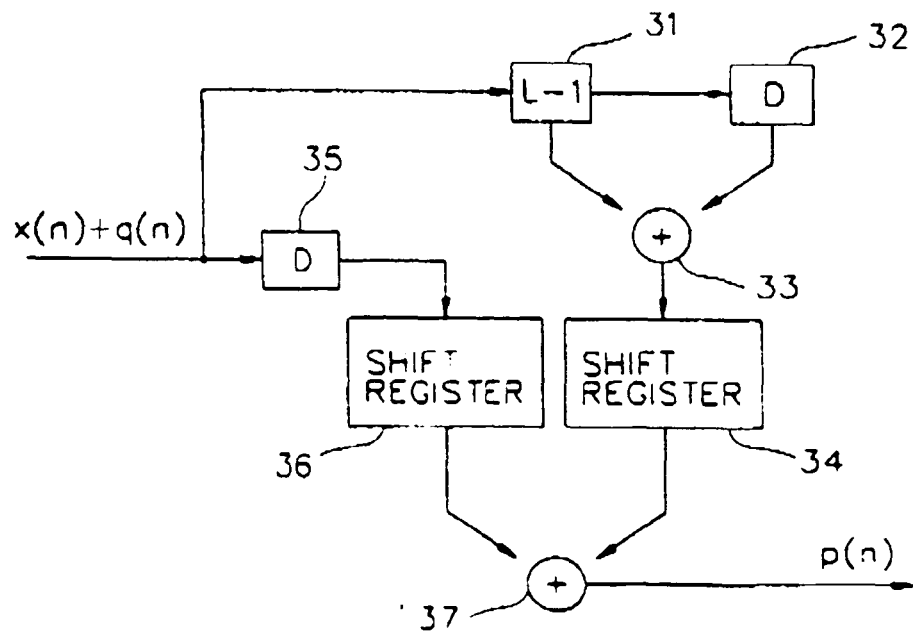 31
32
L-1
D
35
x(n)+q(n)
D
+
33
SHIFT
REGISTER
SHIFT
REGISTER
36
34
+
p(n)
37